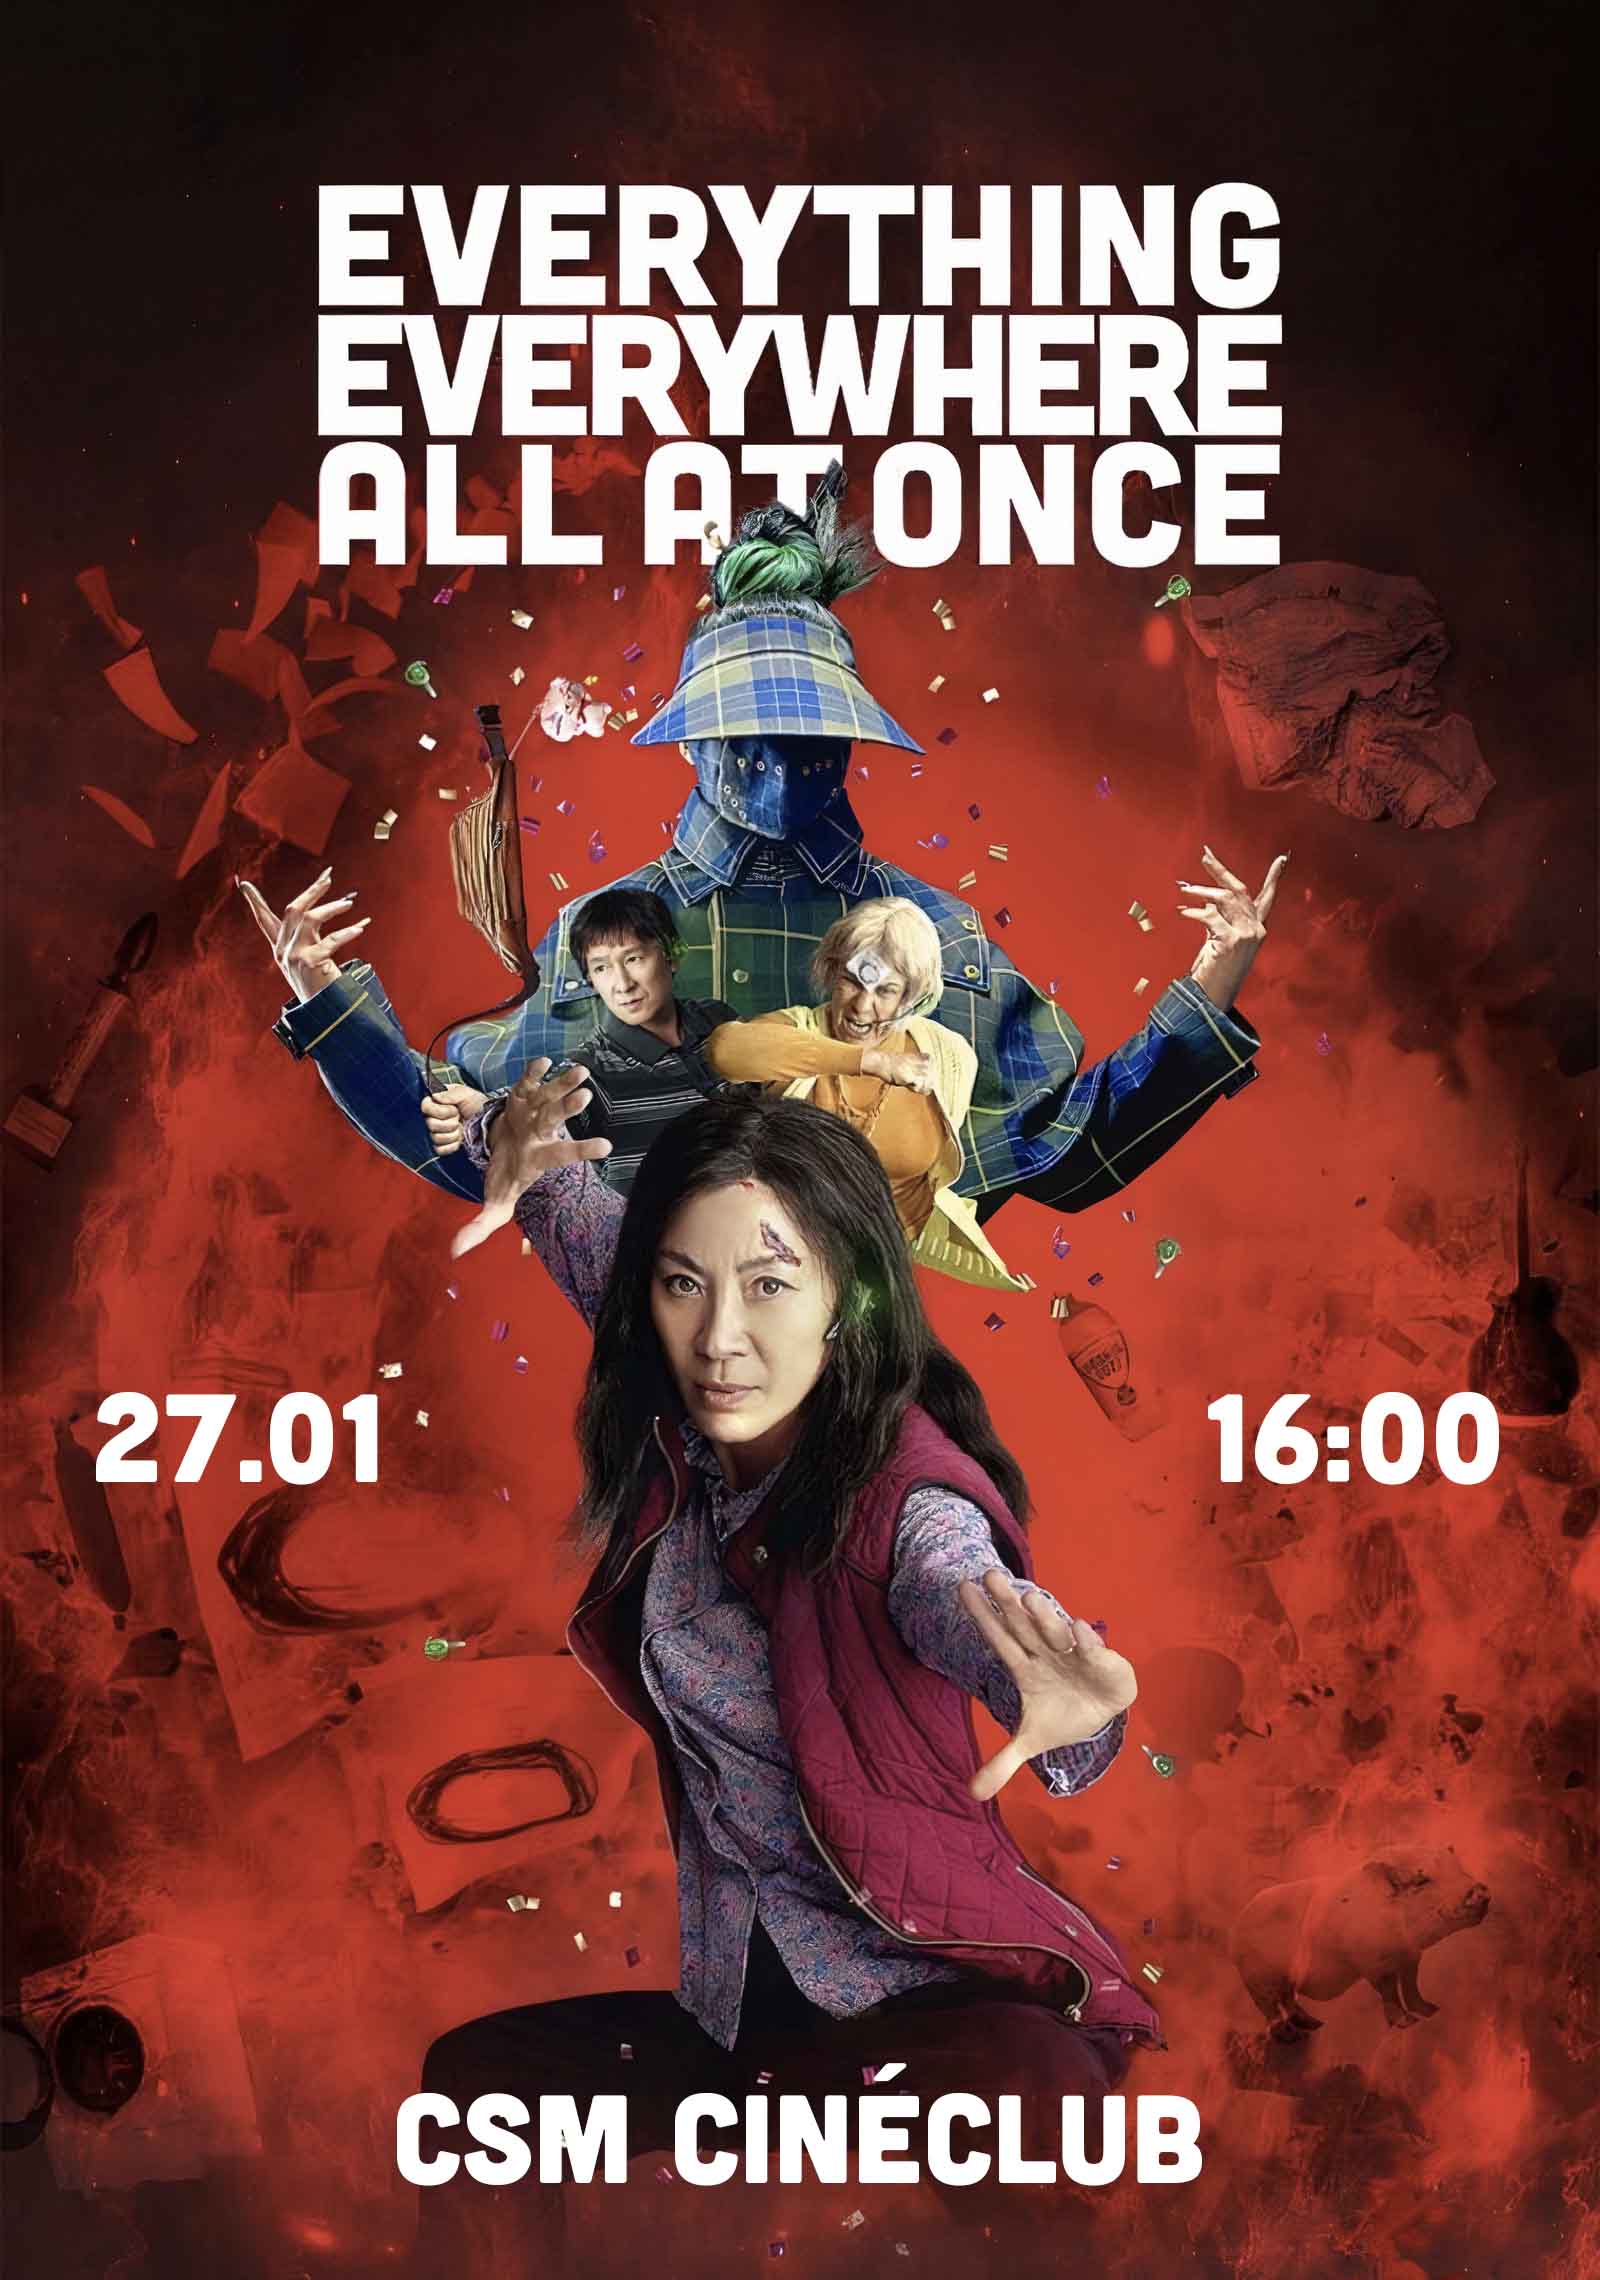 EVERYTHING
EVERYWHERE
ALL AT ONCE
27.01
16:00
CSM CINÉCLUB